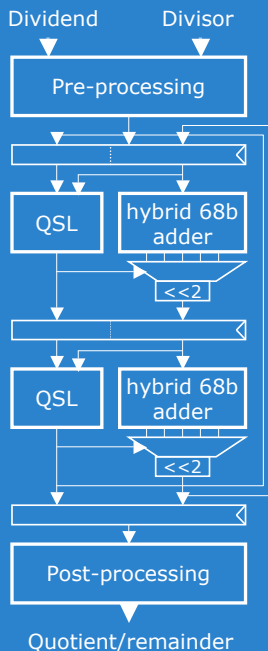 Dividend Divisor
Pre-processing
QSL
hybrid 68b
adder
<<2
QSL
hybrid 68b
adder
<<2
Post-processing
Quotient/remainder